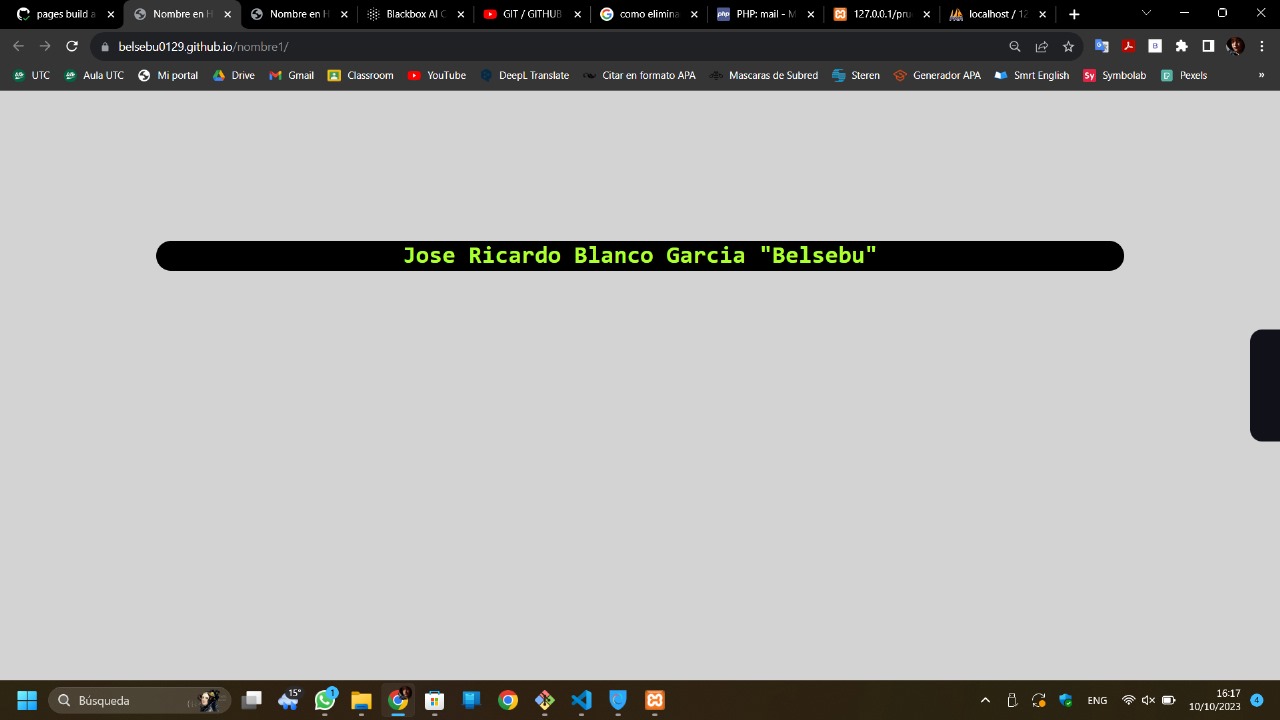 pages build a
Nombre en H
Nombre en H
Blackbox AI C
GIT / GITHUB
como elimina
PHP: mail - M
127.0.0.1/pru
localhost / 12
belsebu0129.github.io/nombre1/
UTC
Aula UTC
Mi portal
Drive
Gmail
Classroom
YouTube
DeepL Translate
Citar en formato APA
Mascaras de Subred
Steren
Generador APA
Smrt English
Sy
Symbolab
Pexels
»
Jose Ricardo Blanco Garcia "Belsebu"
15°
1
Búsqueda
ENG
16:17
10/10/2023
4